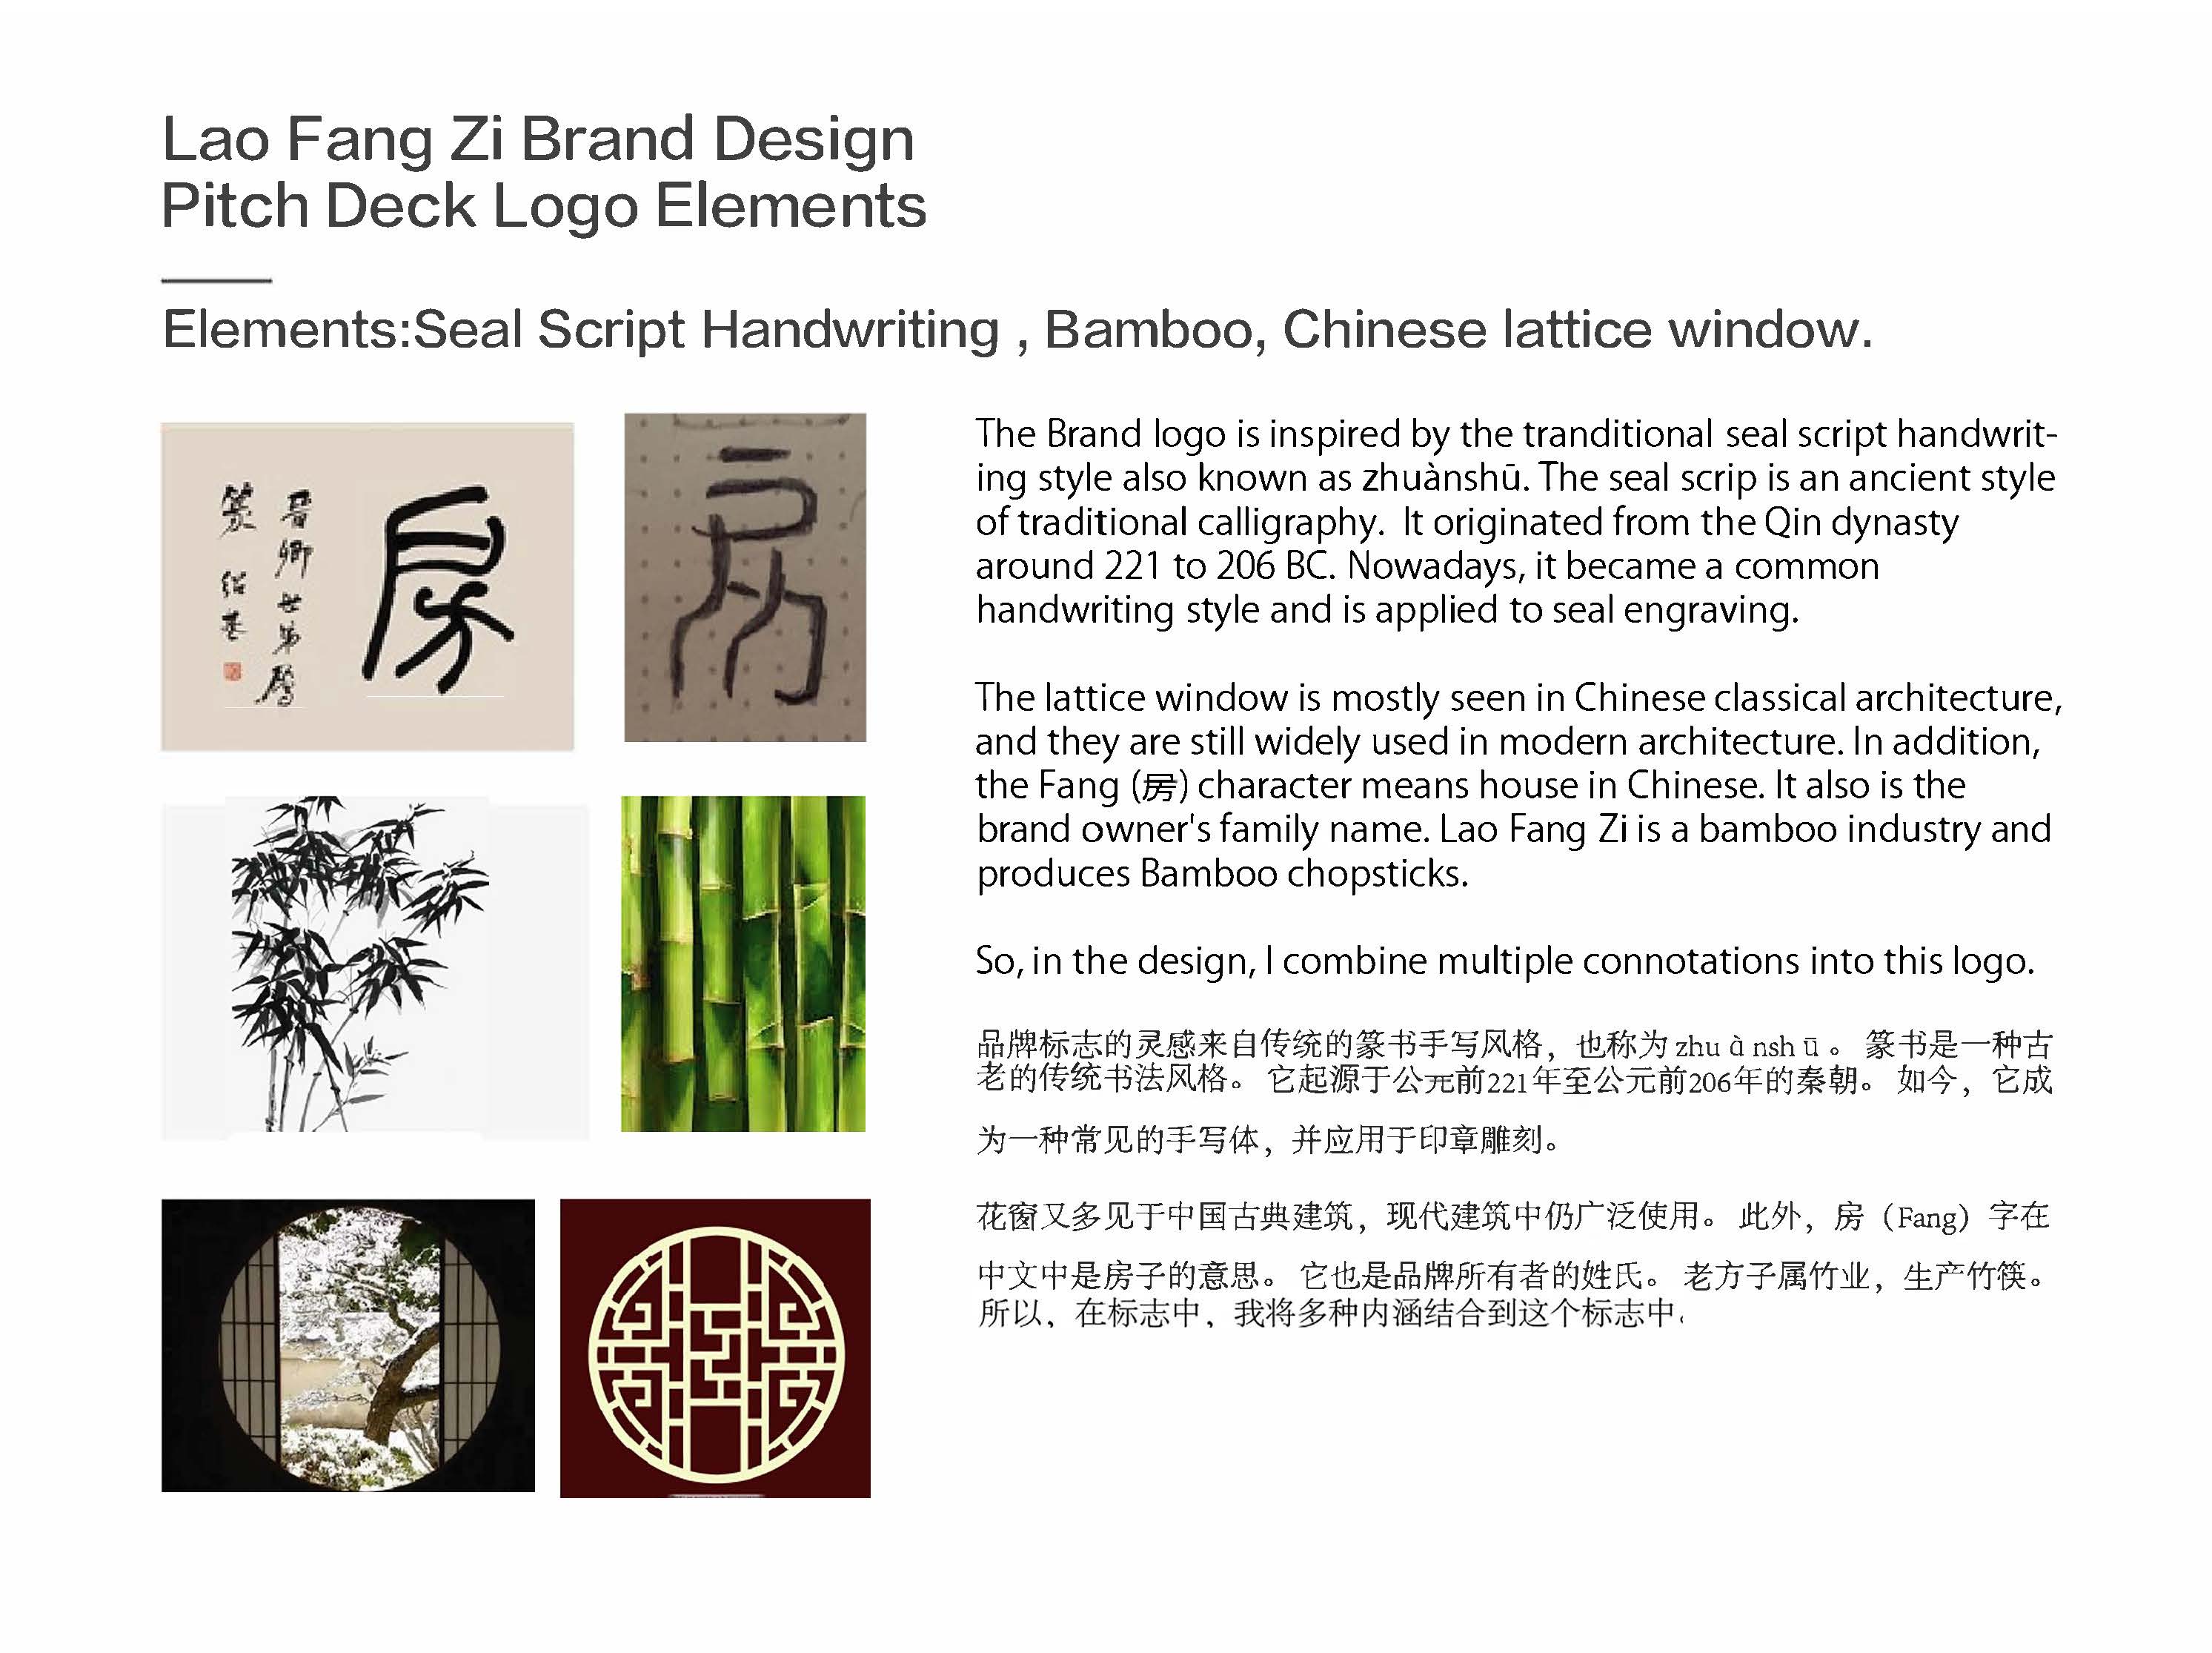 Lao Fang Zi Brand Design
Pitch Deck Logo Elements
Elements:Seal Script Handwriting , Bamboo, Chinese lattice window.
房
房
The Brand logo is inspired by the tranditional seal script handwrit-
ing style also known as zhuànshū. The seal scrip is an ancient style
of traditional calligraphy. It originated from the Qin dynasty
around 221 to 206 BC. Nowadays, it became a common
handwriting style and is applied to seal engraving.
The lattice window is mostly seen in Chinese classical architecture,
and they are still widely used in modern architecture. In addition,
the Fang (房) character means house in Chinese. It also is the
brand owner's family name. Lao Fang Zi is a bamboo industry and
produces Bamboo chopsticks.
So, in the design, I combine multiple connotations into this logo.
品牌标志的灵感来自传统的篆书手写风格，也称为 zhu à nsh ū 。 篆书是一种古
老的传统书法风格。 它起源于公元前221年至公元前206年的秦朝。 如今，它成
为一种常见的手写体，并应用于印章雕刻。
花窗又多见于中国古典建筑，现代建筑中仍广泛使用。 此外，房（Fang）字在
中文中是房子的意思。 它也是品牌所有者的姓氏。 老方子属竹业，生产竹筷。
所以，在标志中，我将多种内涵结合到这个标志中.